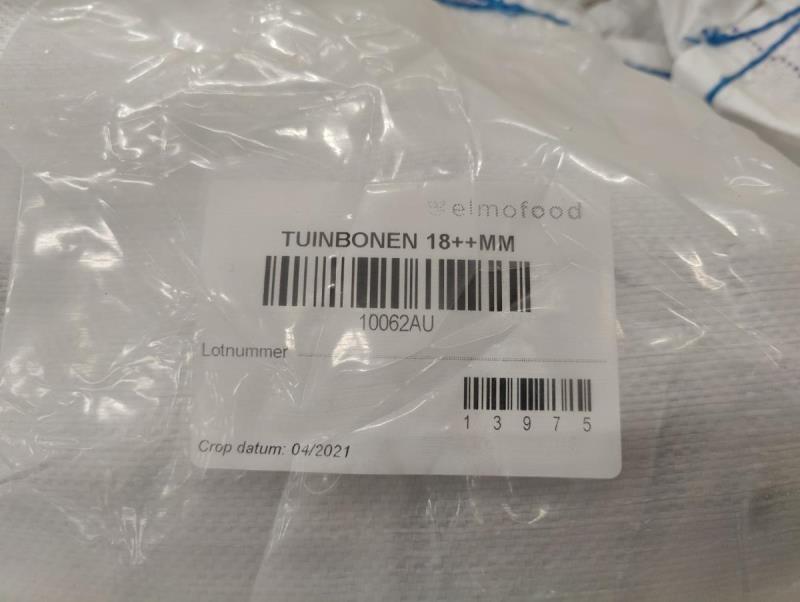 elmofood
TUINBONEN 18++MM
10062AU
Lotnummer
1 3 9 7 5
Crop datum: 04/2021